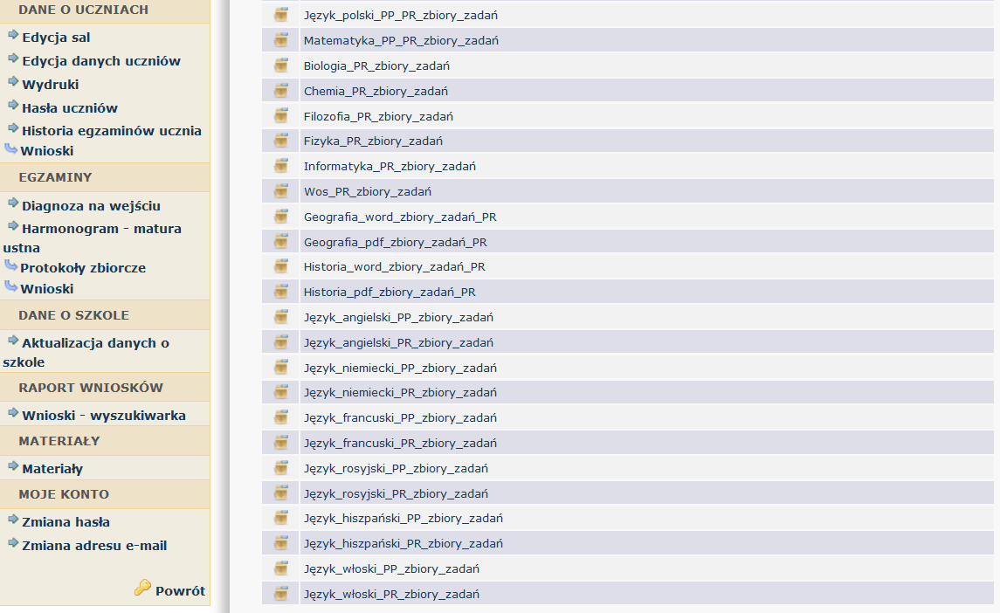 DANE O UCZNIACH
Edycja sal
Edycja danych uczniów
Wydruki
Hasła uczniów
Historia egzaminów ucznia
Wnioski
EGZAMINY
Diagnoza na wejściu
Harmonogram - matura
ustna
Protokoły zbiorcze
Wnioski
DANE O SZKOLE
Aktualizacja danych o
szkole
RAPORT WNIOSKÓW
Wnioski - wyszukiwarka
MATERIAŁY
Materiały
MOJE KONTO
Zmiana hasła
Zmiana adresu e-mail
Powrót
Język_polski_PP_PR_zbiory_zadań
Matematyka_PP_PR_zbiory_zadań
Biologia_PR_zbiory_zadań
Chemia_PR_zbiory_zadań
Filozofia_PR_zbiory_zadań
Fizyka_PR_zbiory_zadań
Informatyka_PR_zbiory_zadań
Wos_PR_zbiory_zadań
Geografia_word_zbiory_zadań_PR
Geografia_pdf_zbiory_zadań_PR
Historia_word_zbiory_zadań_PR
Historia_pdf_zbiory_zadań_PR
Język_angielski_PP_zbiory_zadań
Język_angielski_PR_zbiory_zadań
Język_niemiecki_PP_zbiory_zadań
Język_niemiecki_PR_zbiory_zadań
Język_francuski_PP_zbiory_zadań
Język_francuski_PR_zbiory_zadań
Język_rosyjski_PP_zbiory_zadań
Język_rosyjski_PR_zbiory_zadań
Język_hiszpański_PP_zbiory_zadań
Język_hiszpański_PR_zbiory_zadań
Język_włoski_PP_zbiory_zadań
Język_włoski_PR_zbiory_zadań